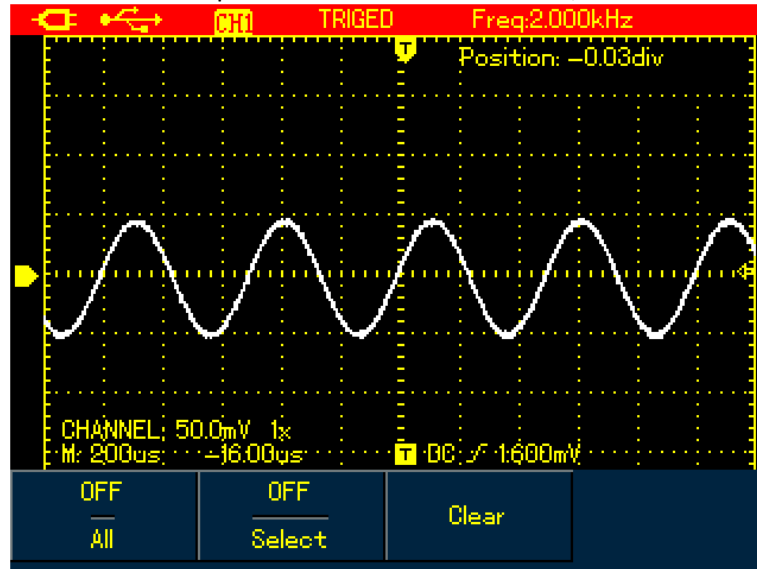 CH1 TRIGED Freq:2.000kHz
T
Position: -0.03div
CHANNEL: 50.0mV 1x
M: 200us: -16.00us T DC 1.600mV
OFF OFF Clear
All Select